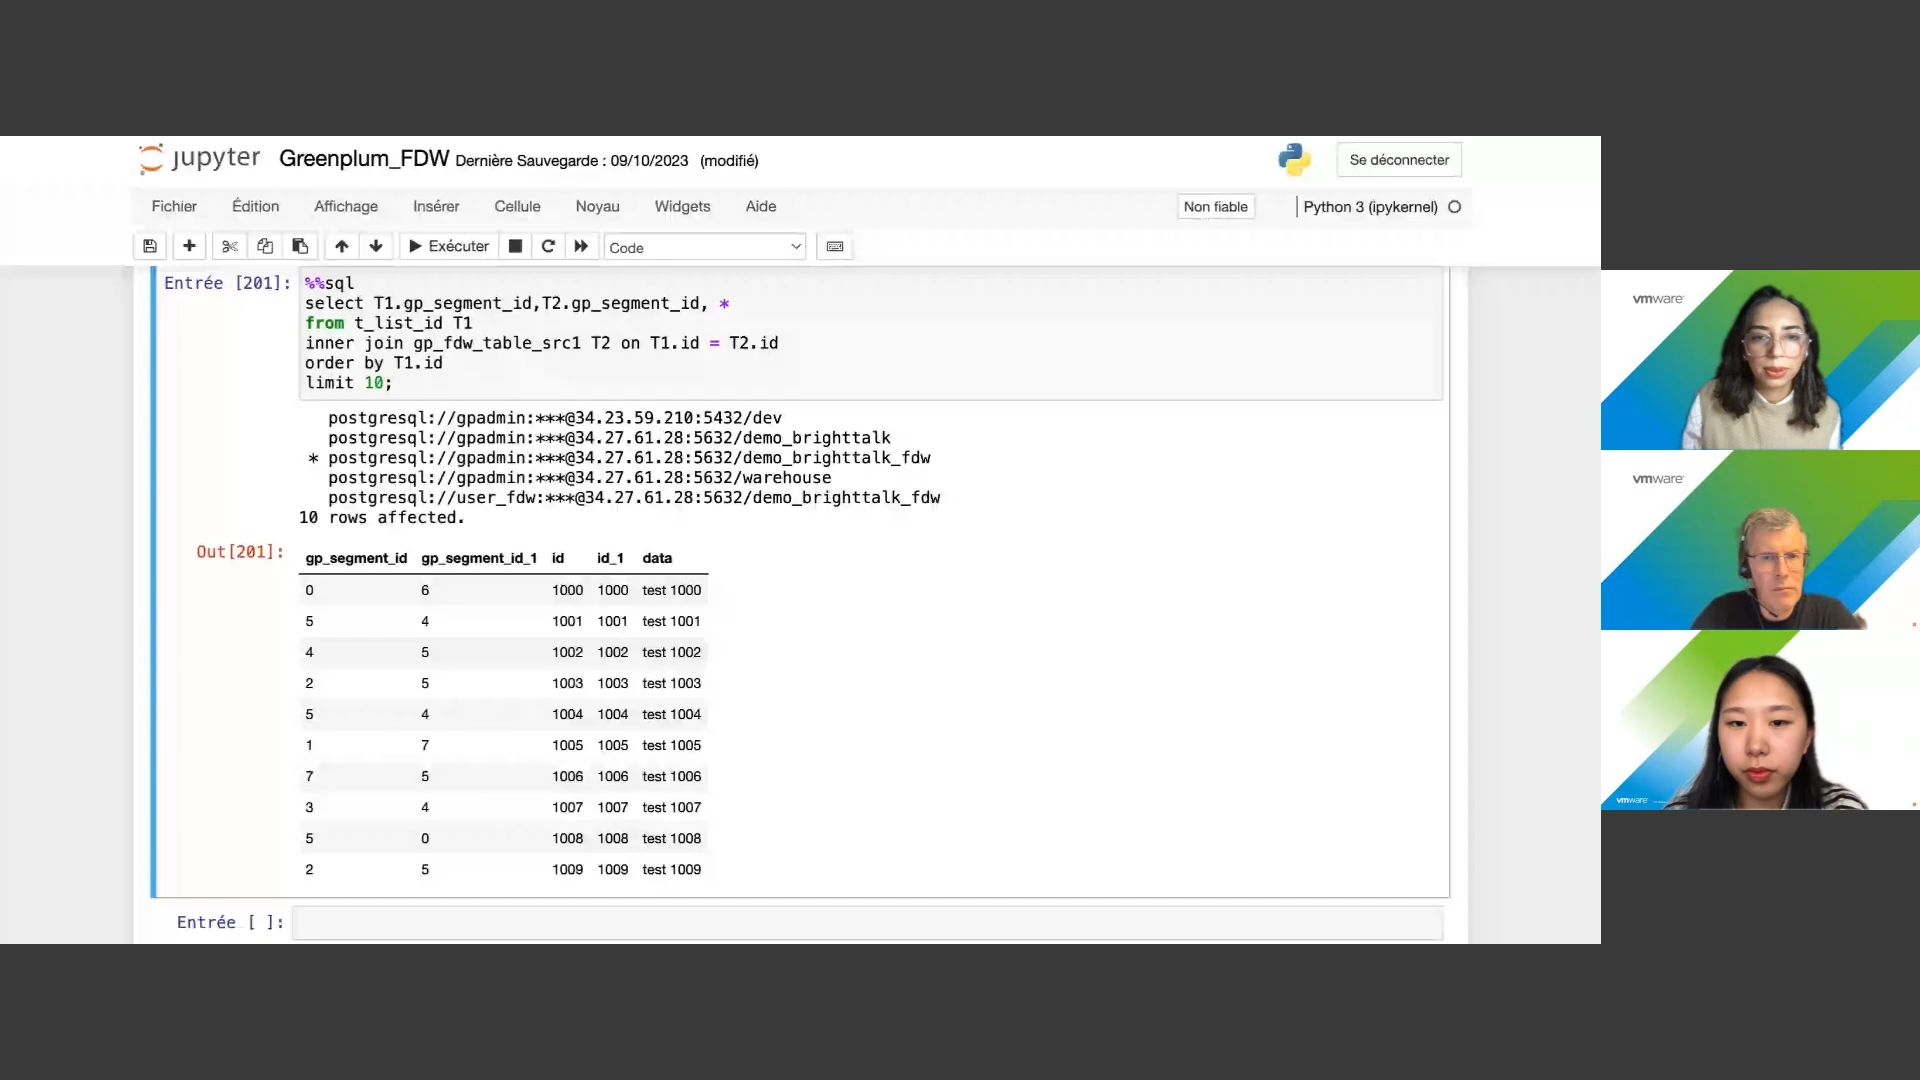 jupyter Greenplum_FDW Dernière Sauvegarde : 09/10/2023 (modifié) Se déconnecter
Fichier Édition Affichage Insérer Cellule Noyau Widgets Aide Non fiable Python 3 (ipykernel)
Exécuter Code
Entrée [201]: %%sql
select T1.gp_segment_id,T2.gp_segment_id, *
from t_list_id T1
inner join gp_fdw_table_src1 T2 on T1.id = T2.id
order by T1.id
limit 10;
postgresql://gpadmin:***@34.23.59.210:5432/dev
postgresql://gpadmin:***@34.27.61.28:5632/demo_brighttalk
* postgresql://gpadmin:***@34.27.61.28:5632/demo_brighttalk_fdw
postgresql://gpadmin:***@34.27.61.28:5632/warehouse
postgresql://user_fdw:***@34.27.61.28:5632/demo_brighttalk_fdw
10 rows affected.
Out[201]:
gp_segment_id gp_segment_id_1 id id_1 data
0 6 1000 1000 test 1000
5 4 1001 1001 test 1001
4 5 1002 1002 test 1002
2 5 1003 1003 test 1003
5 4 1004 1004 test 1004
1 7 1005 1005 test 1005
7 5 1006 1006 test 1006
3 4 1007 1007 test 1007
5 0 1008 1008 test 1008
2 5 1009 1009 test 1009
Entrée [ ]:
vmware
vmware
vmware